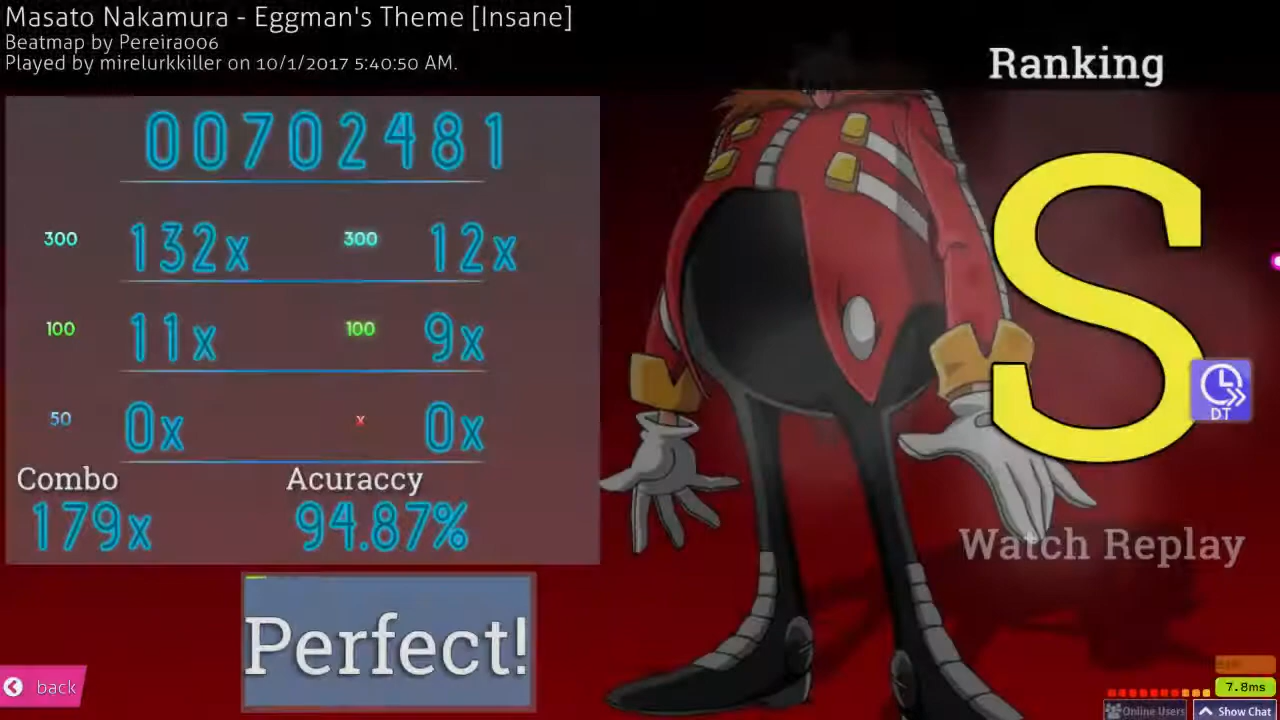 Masato Nakamura - Eggman's Theme [Insane]
Beatmap by Pereira006
Played by mirelurkkiller on 10/1/2017 5:40:50 AM.
Ranking
00702481
300 132x 300 12x
100 11x 100 9x
50 0x x 0x
Combo Acuraccy
179x 94.87%
S
DT
Watch Replay
Perfect!
back
7.8ms
Online Users Show Chat